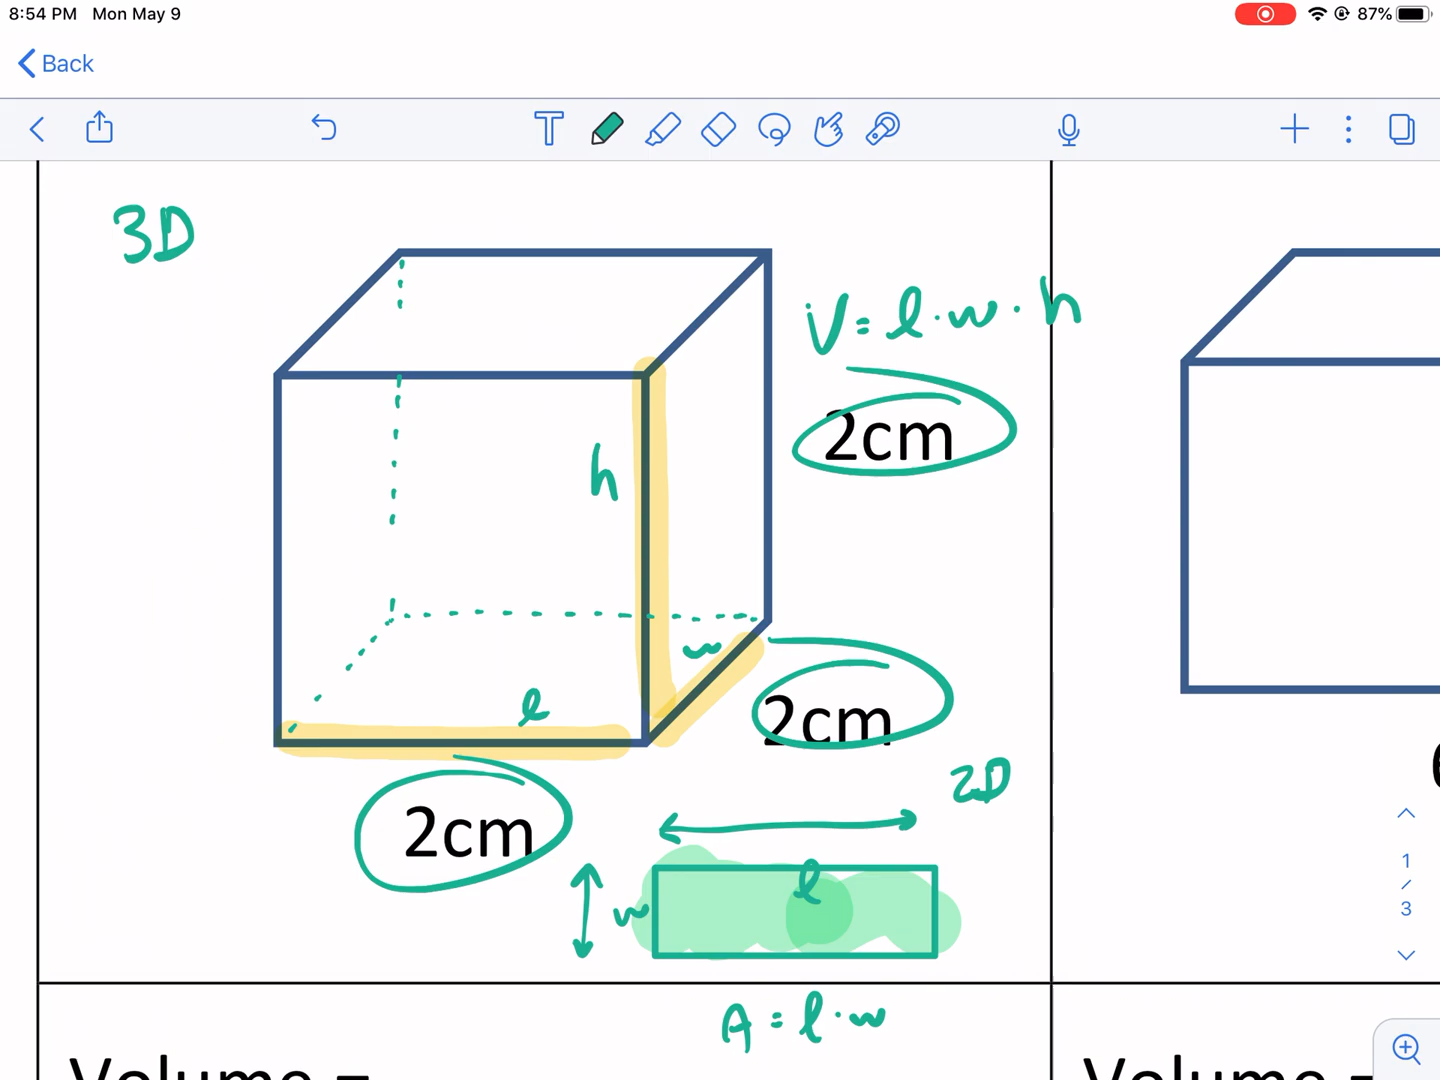 8:54 PM Mon May 9
87%
Back
T
3D
V = l · w · h
2cm
h
w
l
2cm
2D
2cm
l
w
1
/
3
A = l · w
Volume =
Volume =